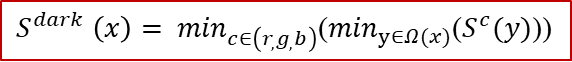 S^{dark} (x) = min_{c∈(r,g,b)}(min_{y∈Ω(x)}(S^{c}(y)))